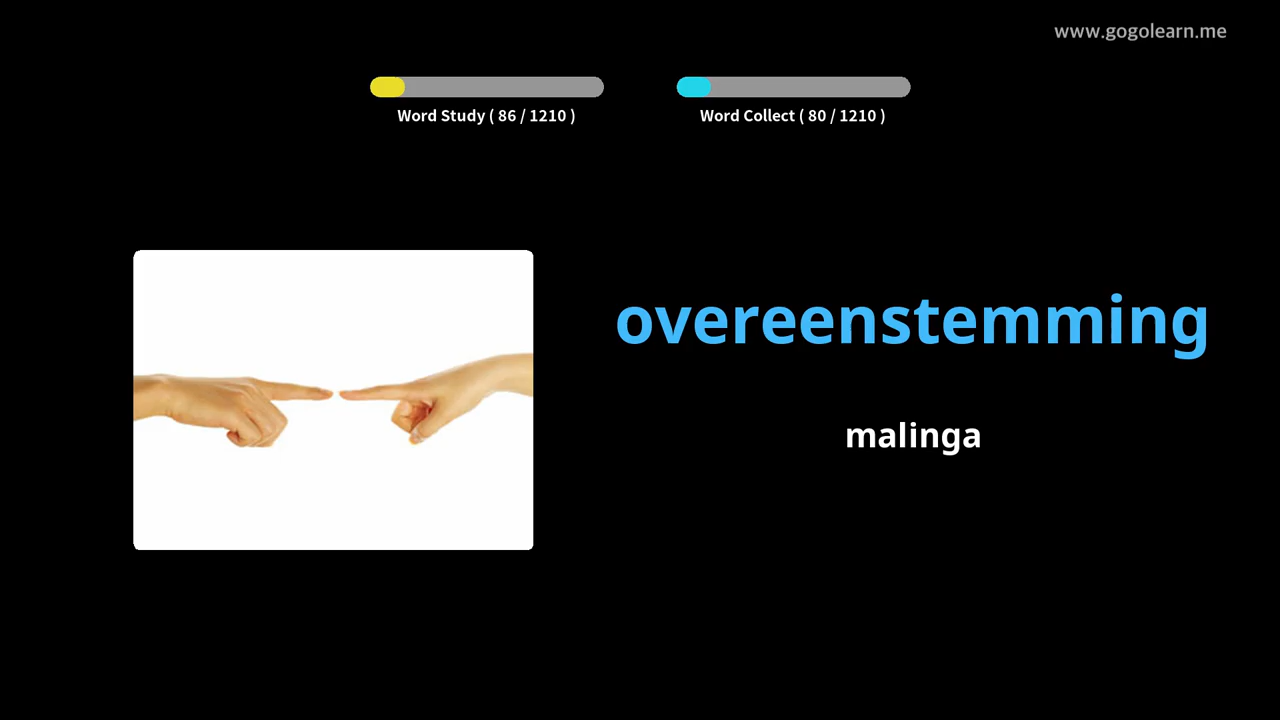 www.gogolearn.me
Word Study ( 86 / 1210 )
Word Collect ( 80 / 1210 )
overeenstemming
malinga